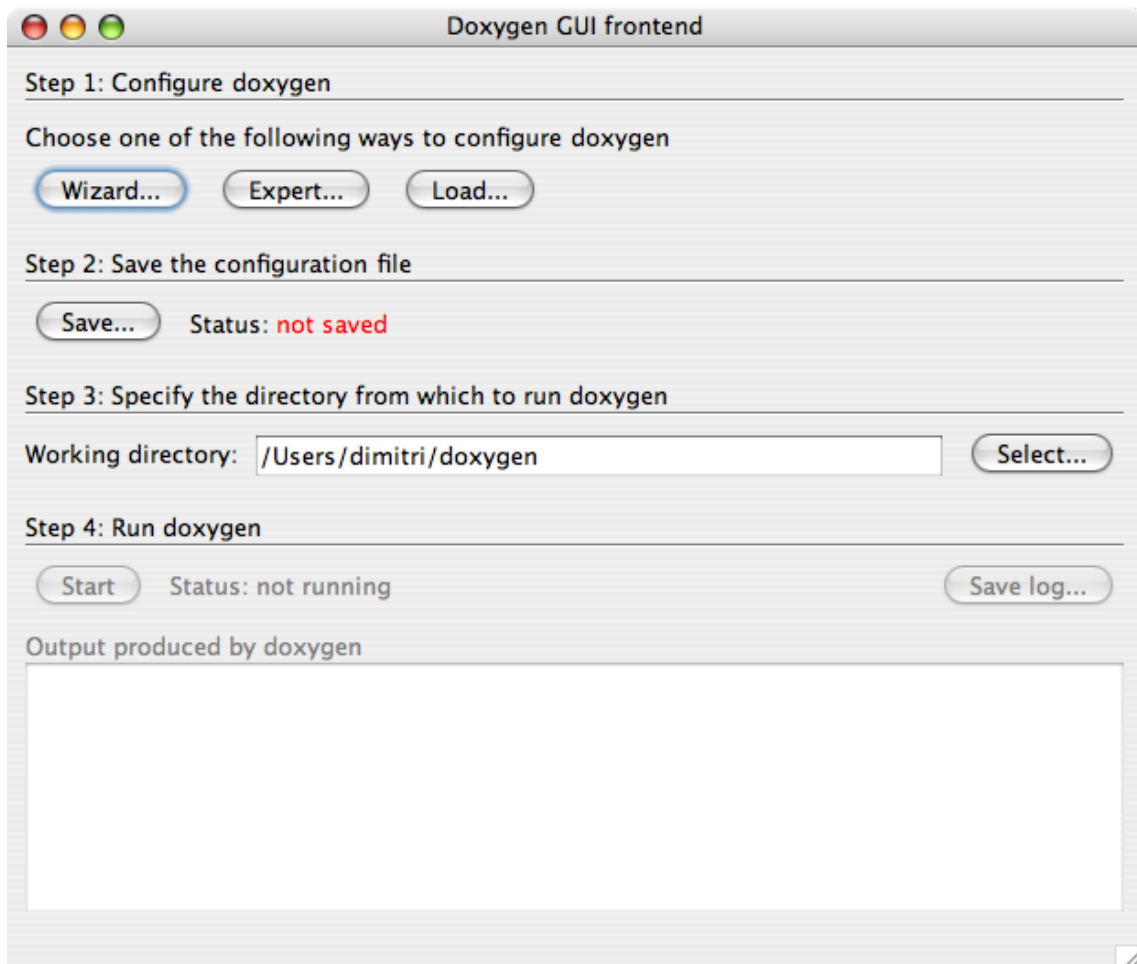 Doxygen GUI frontend
Step 1: Configure doxygen
Choose one of the following ways to configure doxygen
Wizard... Expert... Load...
Step 2: Save the configuration file
Save... Status: not saved
Step 3: Specify the directory from which to run doxygen
Working directory: /Users/dimitri/doxygen Select...
Step 4: Run doxygen
Start Status: not running Save log...
Output produced by doxygen